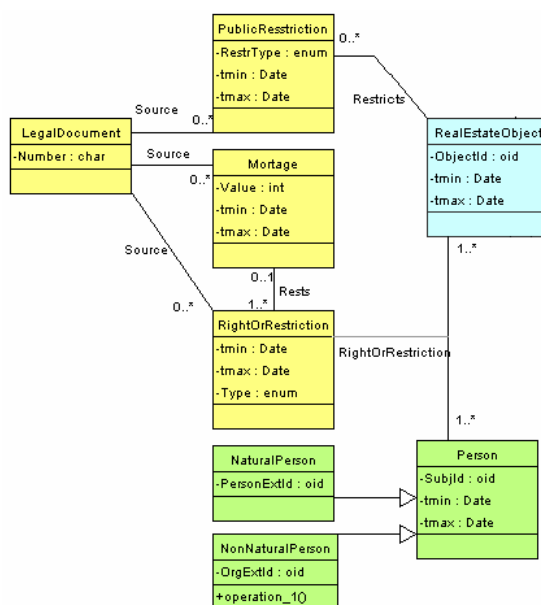 PublicResstriction
-RestrType : enum
-tmin : Date
-tmax : Date
0..*
Restricts
Source
0..*
LegalDocument
-Number : char
RealEstateObject
-ObjectId : oid
-tmin : Date
-tmax : Date
Source
0..*
Mortage
-Value : int
-tmin : Date
-tmax : Date
Source
0..*
0..1
Rests
1..*
1..*
RightOrRestriction
-tmin : Date
-tmax : Date
-Type : enum
RightOrRestriction
1..*
NaturalPerson
-PersonExtId : oid
Person
-SubjId : oid
-tmin : Date
-tmax : Date
NonNaturalPerson
-OrgExtId : oid
+operation_1()